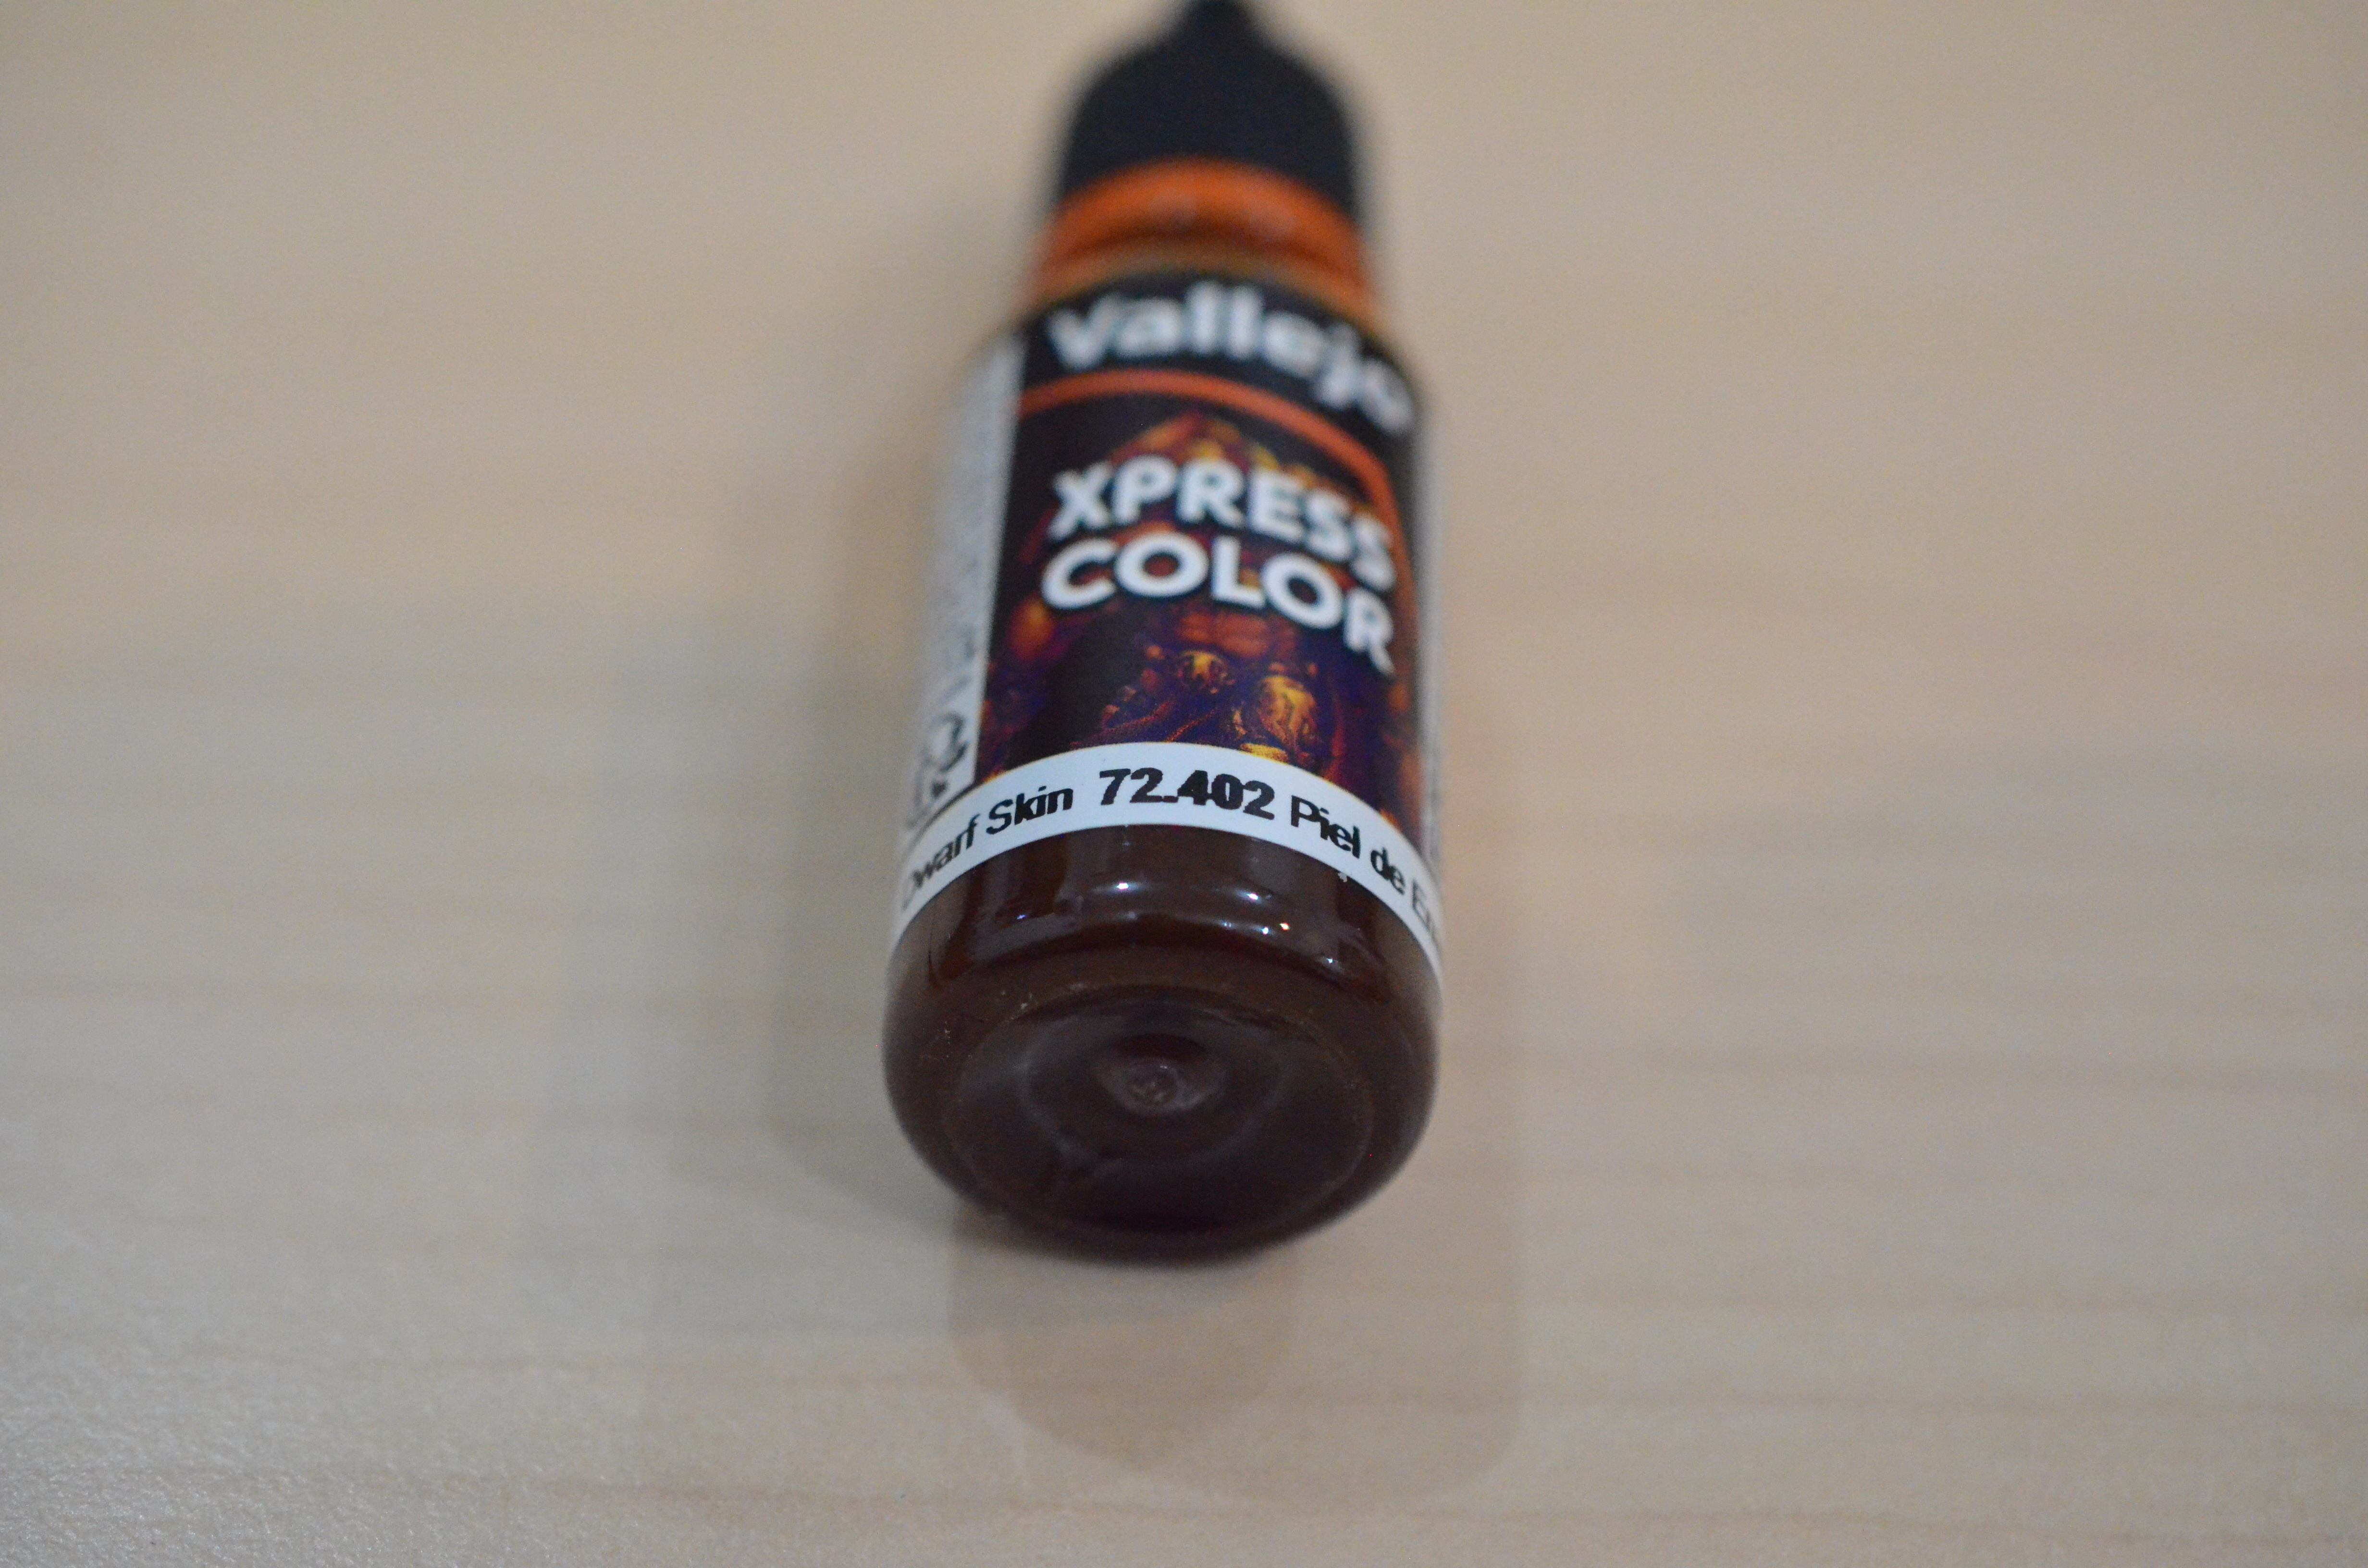 Vallejo
XPRESS
COLOR
Dwarf Skin 72.402 Piel de